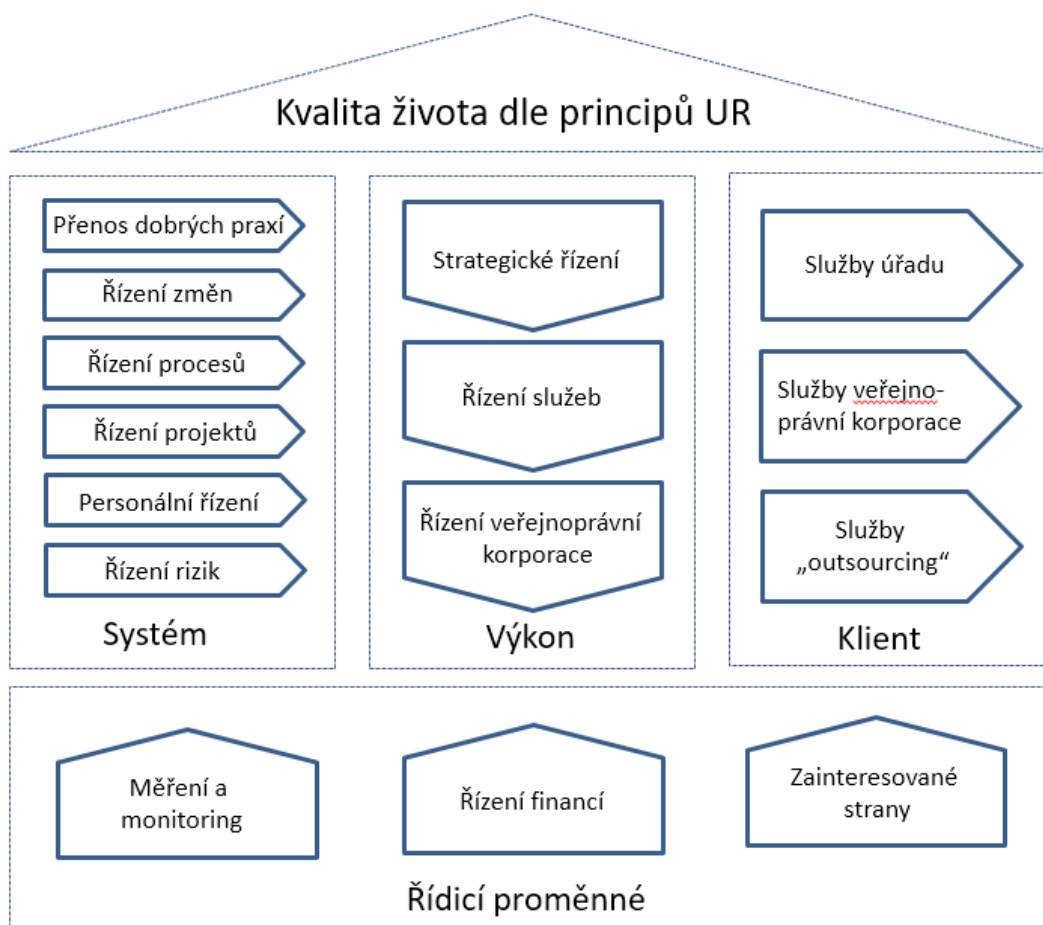 Kvalita života dle principů UR
Přenos dobrých praxí
Řízení změn
Řízení procesů
Řízení projektů
Personální řízení
Řízení rizik
Systém
Strategické řízení
Řízení služeb
Řízení veřejnoprávní
korporace
Výkon
Služby úřadu
Služby veřejno-
právní korporace
Služby
„outsourcing“
Klient
Měření a
monitoring
Řízení financí
Zainteresované
strany
Řídicí proměnné